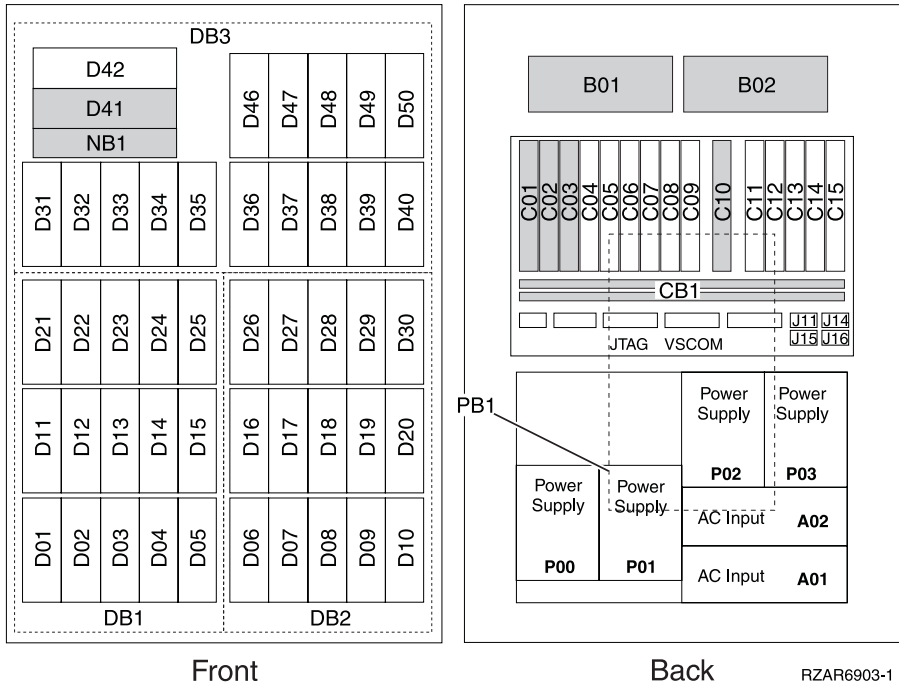 DB3
D42
D41
NB1
D46 D47 D48 D49 D50
D31 D32 D33 D34 D35
D36 D37 D38 D39 D40
D21 D22 D23 D24 D25
D26 D27 D28 D29 D30
D11 D12 D13 D14 D15
D16 D17 D18 D19 D20
D01 D02 D03 D04 D05
D06 D07 D08 D09 D10
DB1
DB2
Front
B01
B02
C01 C02 C03 C04 C05 C06 C07 C08 C09 C10 C11 C12 C13 C14 C15
CB1
J11 J14
J15 J16
JTAG VSCOM
PB1
Power
Supply
P02
Power
Supply
P03
Power
Supply
P00
Power
Supply
P01
AC Input A02
AC Input A01
Back
RZAR6903-1